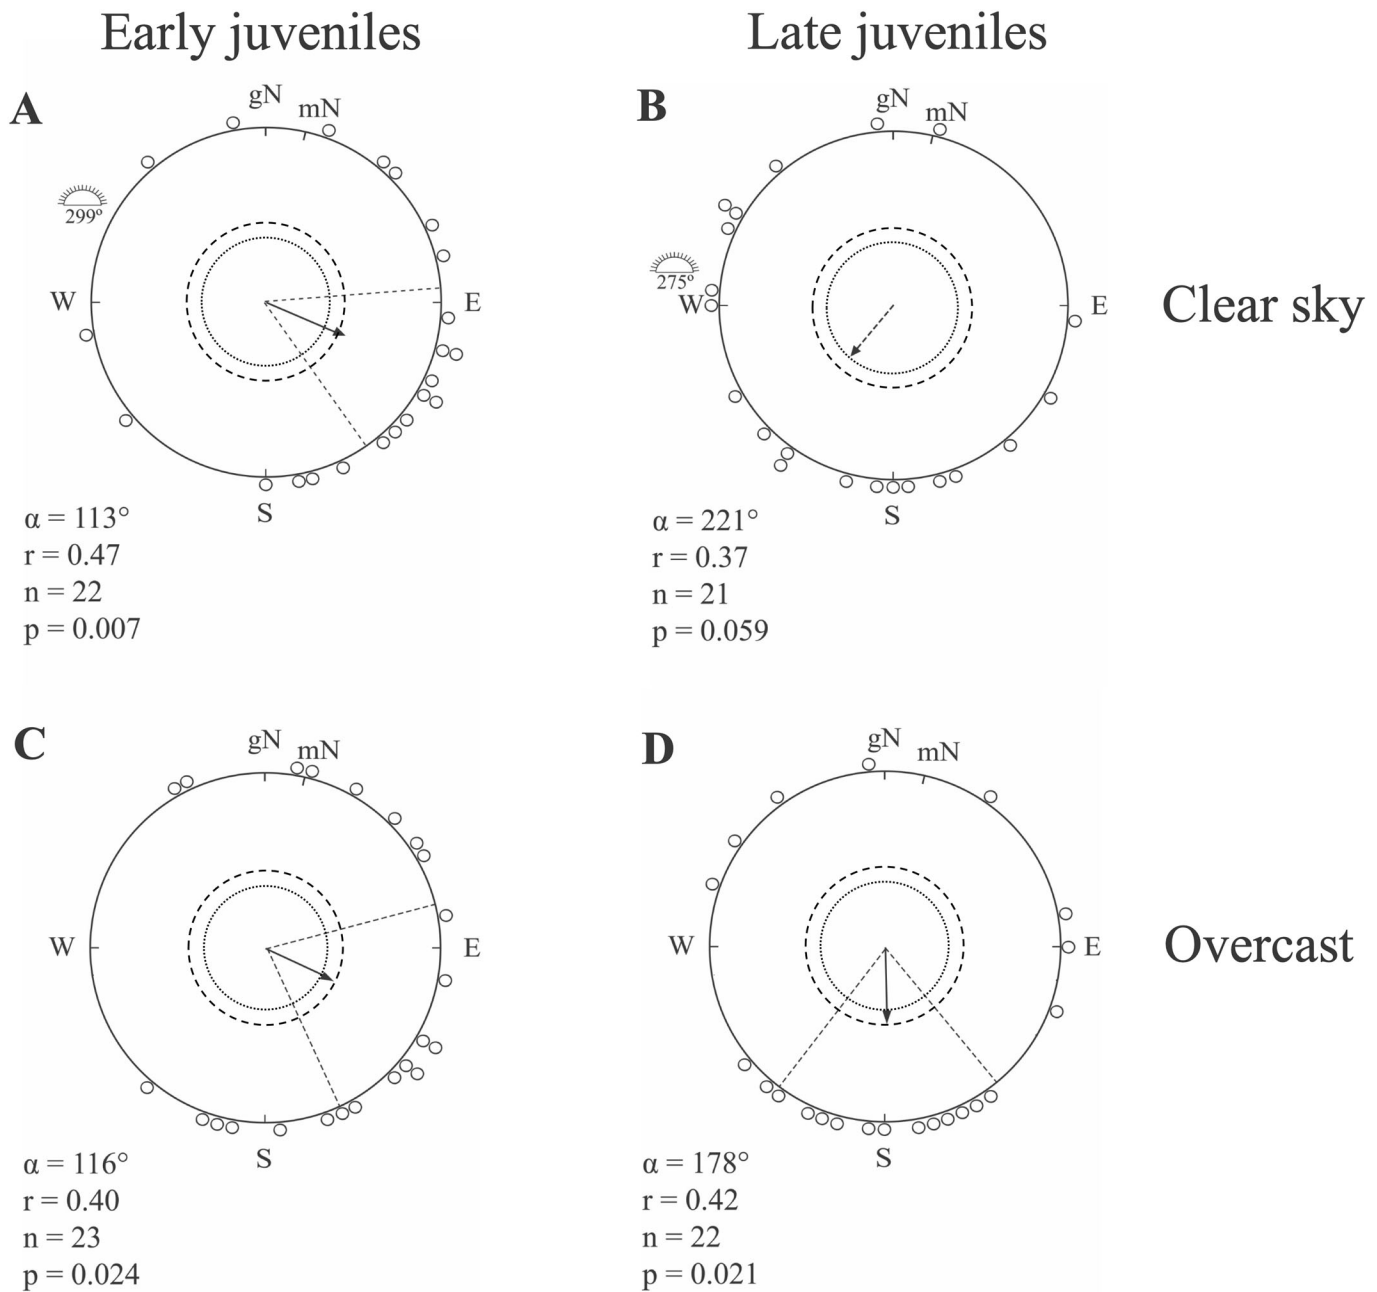 Early juveniles
Late juveniles
A
gN
mN
299º
W
E
S
α = 113°
r = 0.47
n = 22
p = 0.007
B
gN
mN
275º
W
E
S
α = 221°
r = 0.37
n = 21
p = 0.059
Clear sky
C
gN
mN
W
E
S
α = 116°
r = 0.40
n = 23
p = 0.024
D
gN
mN
W
E
S
α = 178°
r = 0.42
n = 22
p = 0.021
Overcast